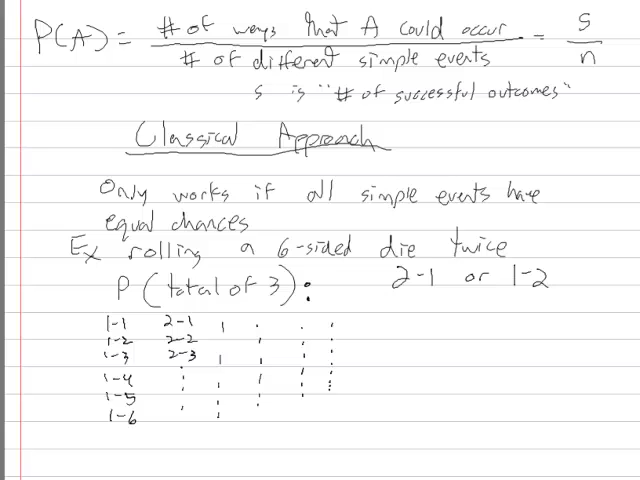 P(A) = # of ways that A could occur / # of different simple events = s / n
s is "# of successful outcomes"
Classical Approach
Only works if all simple events have
equal chances
Ex rolling a 6-sided die twice
P(total of 3): 2-1 or 1-2
1-1 2-1
1-2 2-2
1-3 2-3
1-4
1-5
1-6